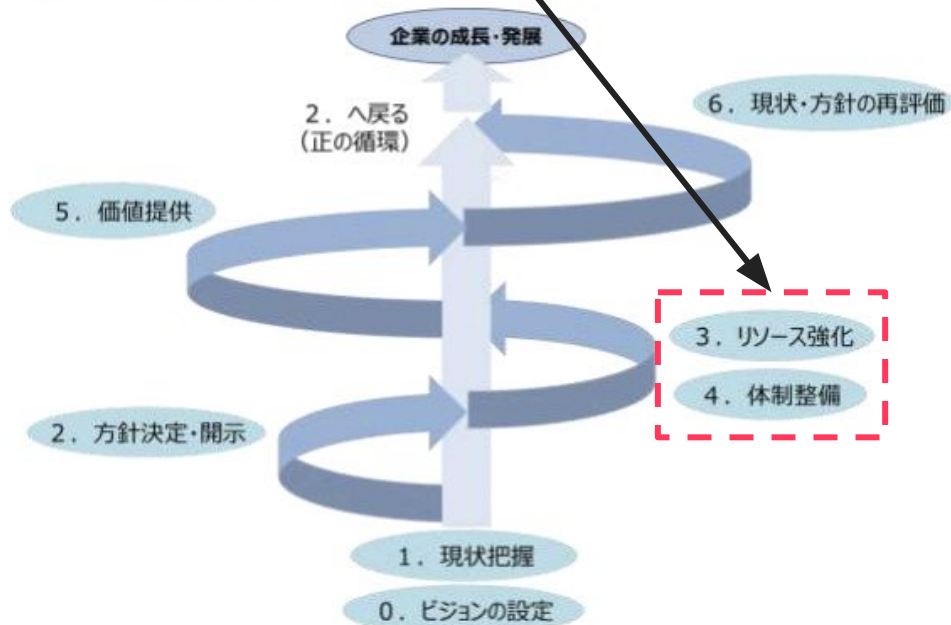 企業の成長・発展
2．へ戻る
（正の循環）
6．現状・方針の再評価
5．価値提供
3．リソース強化
4．体制整備
2．方針決定・開示
1．現状把握
0．ビジョンの設定